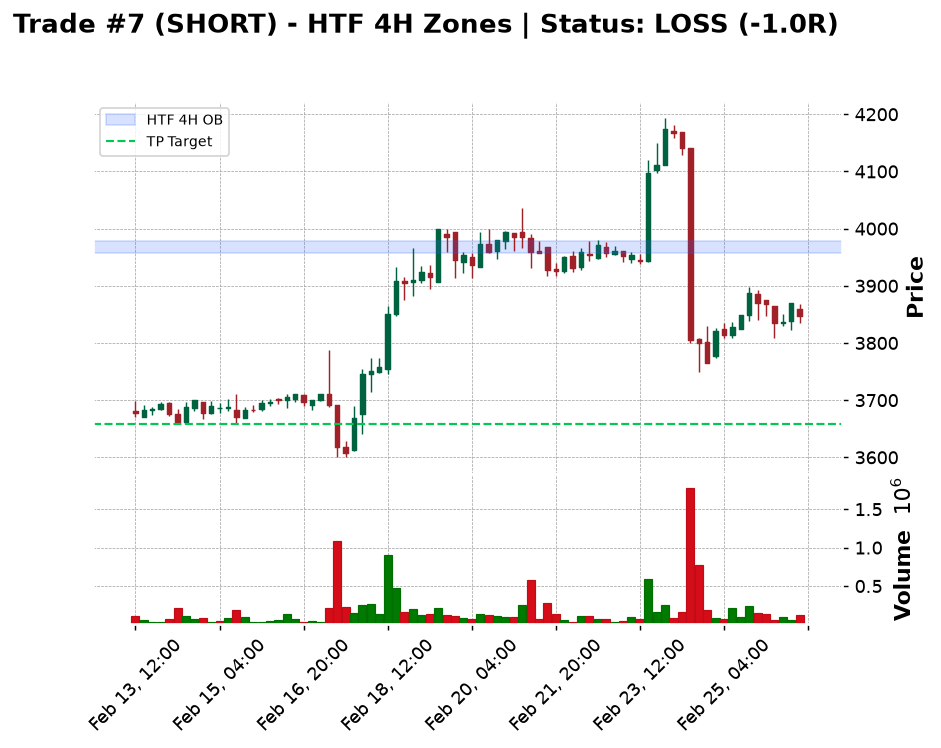 Trade #7 (SHORT) - HTF 4H Zones | Status: LOSS (-1.0R)
HTF 4H OB
TP Target
4200
4100
4000
3900
3800
3700
3600
Price
1.5
1.0
0.5
Volume 10^6
Feb 13, 12:00
Feb 15, 04:00
Feb 16, 20:00
Feb 18, 12:00
Feb 20, 04:00
Feb 21, 20:00
Feb 23, 12:00
Feb 25, 04:00